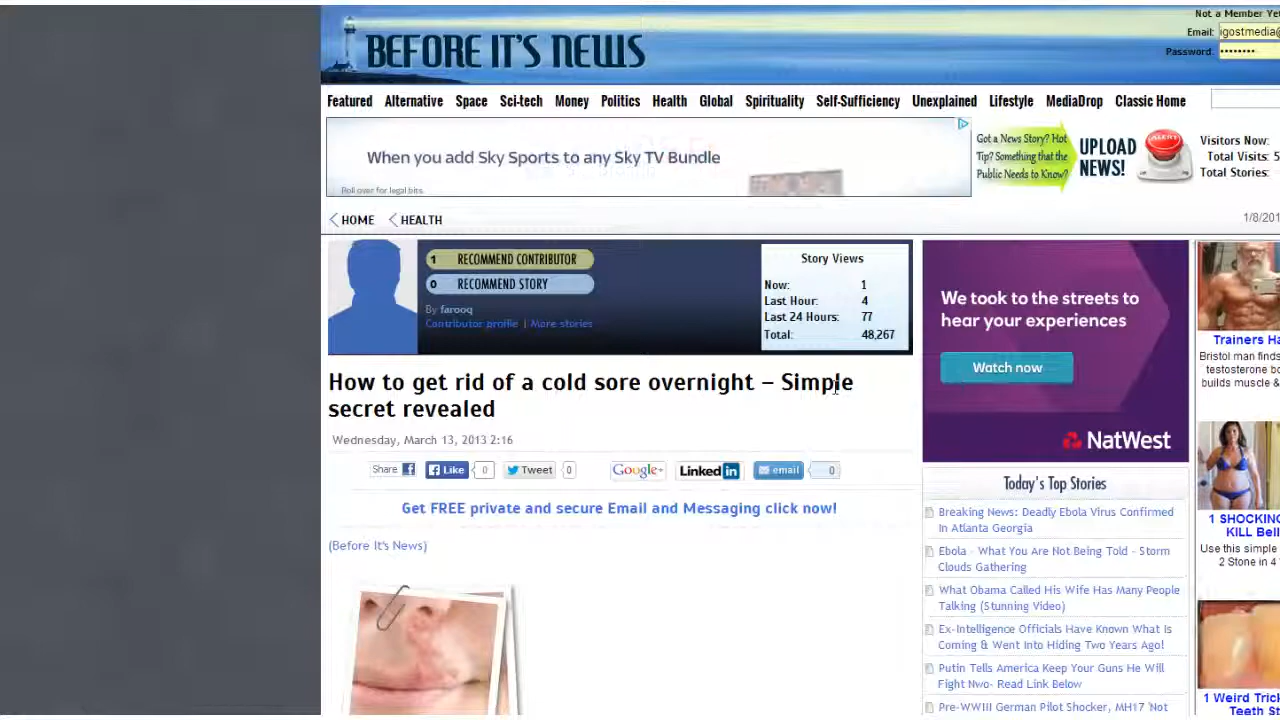 Not a Member Ye
Email: igostmedia@
Password: ••••••••
BEFORE IT'S NEWS
Featured Alternative Space Sci-tech Money Politics Health Global Spirituality Self-Sufficiency Unexplained Lifestyle MediaDrop Classic Home
When you add Sky Sports to any Sky TV Bundle
Roll over for legal bits.
Got a News Story? Hot
Tip? Something that the
Public Needs to Know?
UPLOAD
NEWS!
ALERT
Visitors Now:
Total Visits: 5
Total Stories:
HOME HEALTH
1/8/201
1 RECOMMEND CONTRIBUTOR
0 RECOMMEND STORY
By farooq
Contributor profile | More stories
Story Views
Now: 1
Last Hour: 4
Last 24 Hours: 77
Total: 48,267
How to get rid of a cold sore overnight – Simple
secret revealed
Wednesday, March 13, 2013 2:16
Share Like 0 Tweet 0 Google+ Linked in email 0
Get FREE private and secure Email and Messaging click now!
(Before It's News)
We took to the streets to
hear your experiences
Watch now
NatWest
Today's Top Stories
Breaking News: Deadly Ebola Virus Confirmed
In Atlanta Georgia
Ebola - What You Are Not Being Told - Storm
Clouds Gathering
What Obama Called His Wife Has Many People
Talking (Stunning Video)
Ex-Intelligence Officials Have Known What Is
Coming & Went Into Hiding Two Years Ago!
Putin Tells America Keep Your Guns He Will
Fight Nwo- Read Link Below
Pre-WWIII German Pilot Shocker, MH17 'Not
Trainers Ha
Bristol man finds
testosterone bo
builds muscle &
1 SHOCKING
KILL Bell
Use this simple
2 Stone in 4
1 Weird Tric
Teeth St